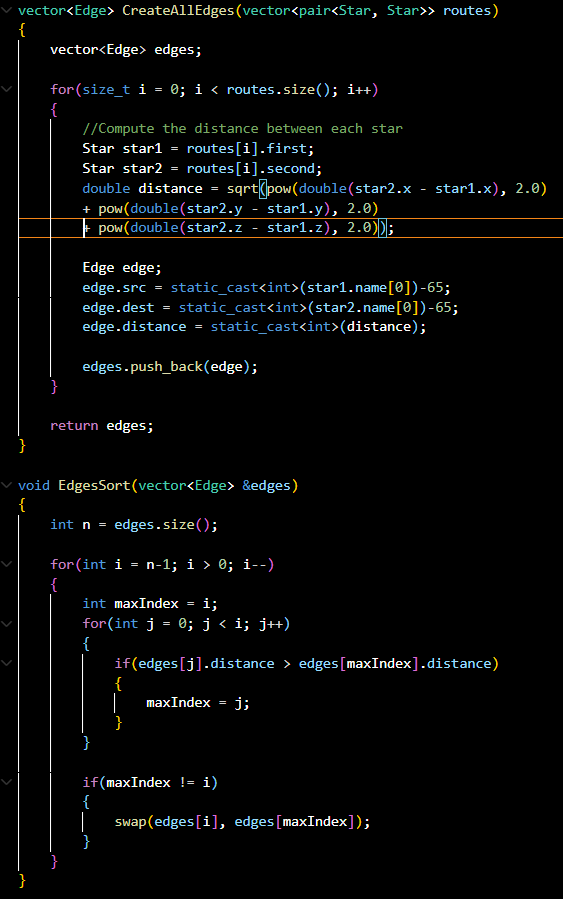 vector<Edge> CreateAllEdges(vector<pair<Star, Star>> routes)
{
    vector<Edge> edges;

    for(size_t i = 0; i < routes.size(); i++)
    {
        //Compute the distance between each star
        Star star1 = routes[i].first;
        Star star2 = routes[i].second;
        double distance = sqrt(pow(double(star2.x - star1.x), 2.0)
        + pow(double(star2.y - star1.y), 2.0)
        + pow(double(star2.z - star1.z), 2.0));

        Edge edge;
        edge.src = static_cast<int>(star1.name[0])-65;
        edge.dest = static_cast<int>(star2.name[0])-65;
        edge.distance = static_cast<int>(distance);

        edges.push_back(edge);
    }

    return edges;
}

void EdgesSort(vector<Edge> &edges)
{
    int n = edges.size();

    for(int i = n-1; i > 0; i--)
    {
        int maxIndex = i;
        for(int j = 0; j < i; j++)
        {
            if(edges[j].distance > edges[maxIndex].distance)
            {
                maxIndex = j;
            }
        }

        if(maxIndex != i)
        {
            swap(edges[i], edges[maxIndex]);
        }
    }
}